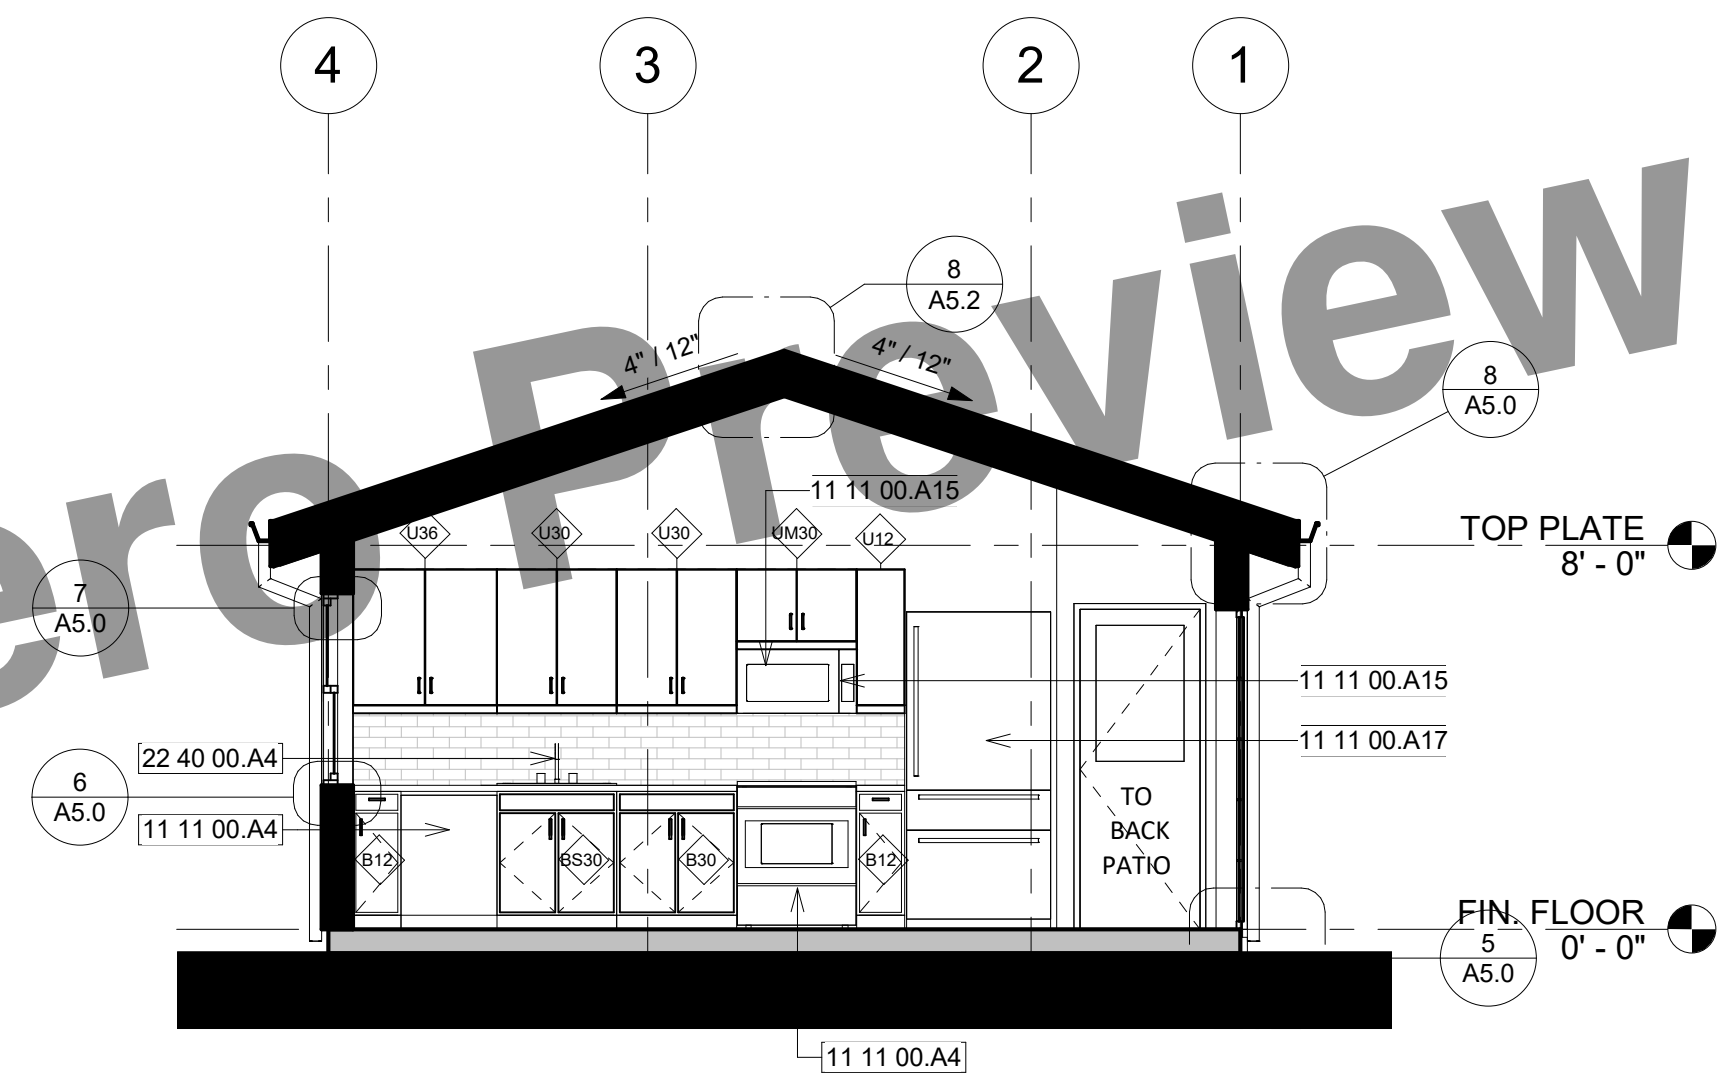 4
3
2
1
8
A5.2
4" / 12"
4" / 12"
8
A5.0
11 11 00.A15
TOP PLATE
8' - 0"
U36
U30
U30
UM30
U12
7
A5.0
11 11 00.A15
11 11 00.A17
22 40 00.A4
6
A5.0
11 11 00.A4
TO
BACK
PATIO
B12
BS30
B30
B12
FIN. FLOOR
0' - 0"
5
A5.0
11 11 00.A4
ero Preview